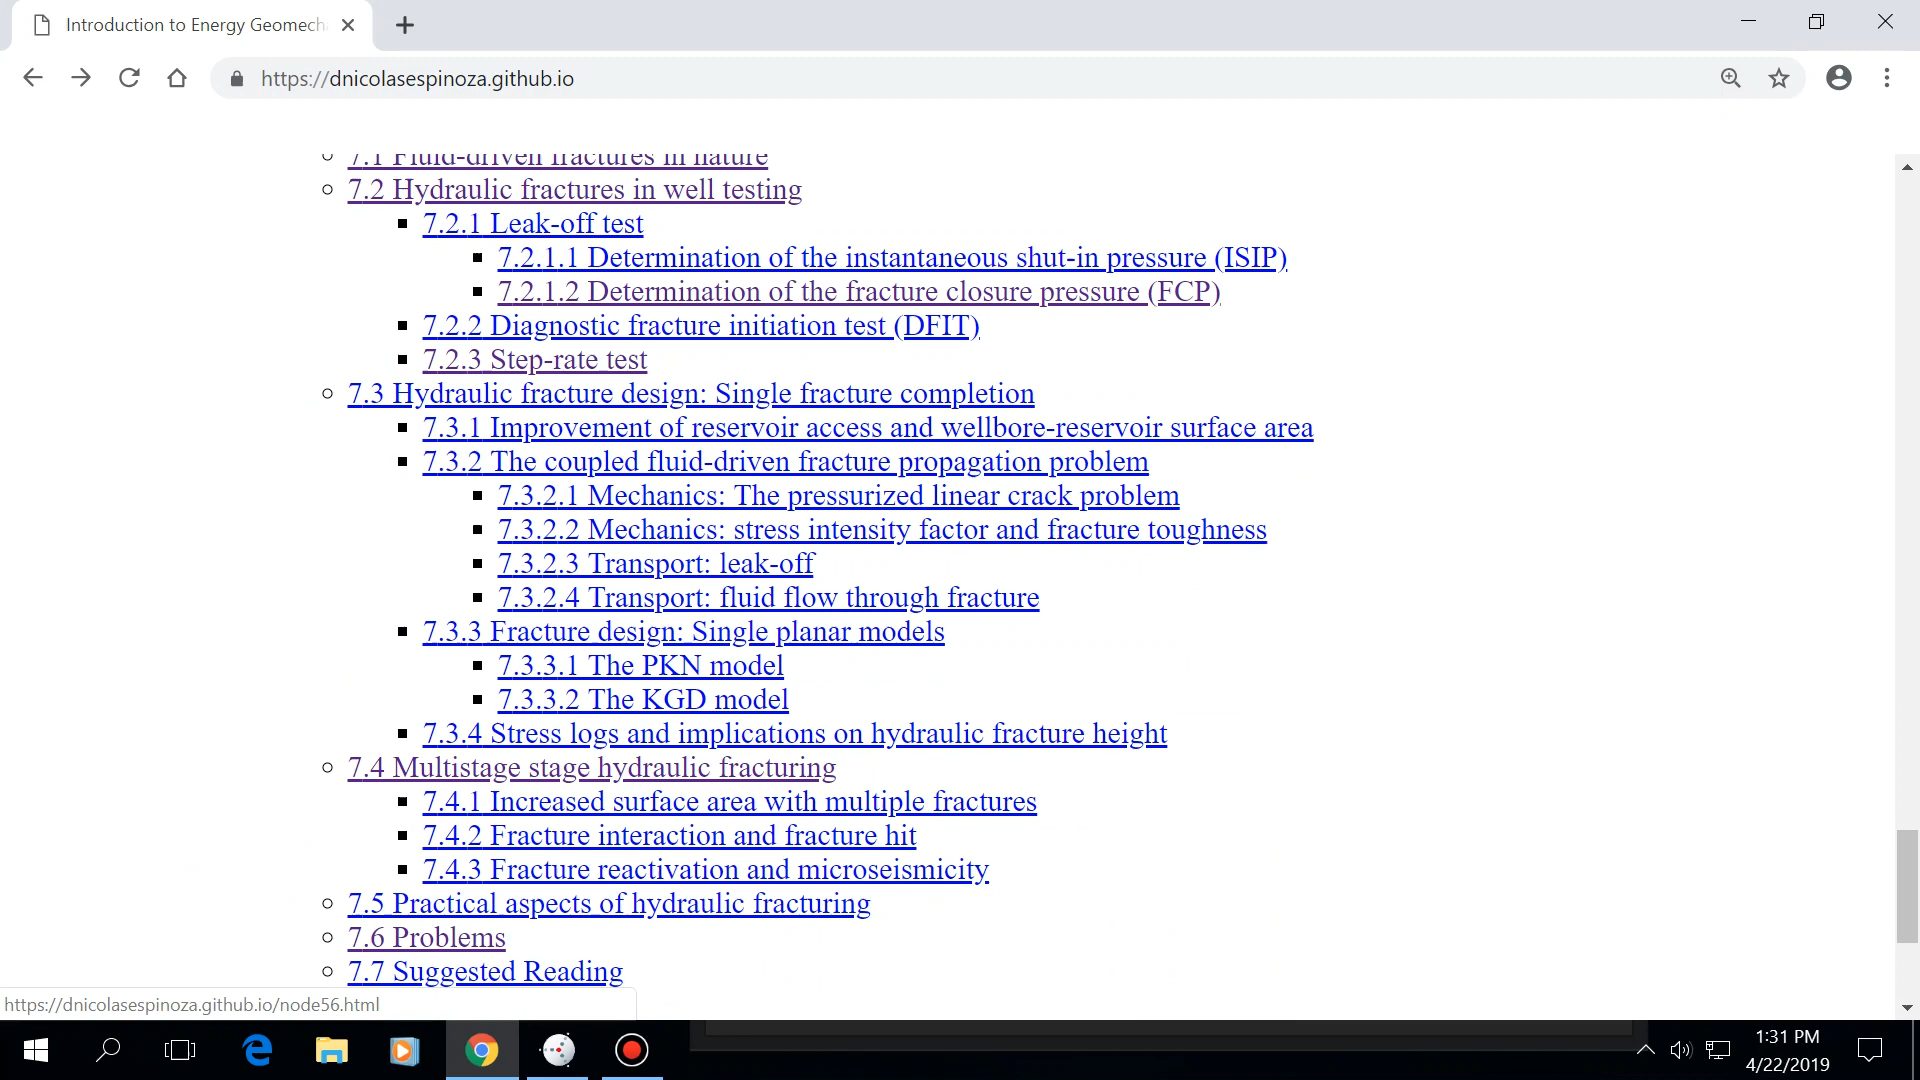 Introduction to Energy Geomech
https://dnicolasespinoza.github.io
7.1 Fluid-driven fractures in nature
7.2 Hydraulic fractures in well testing
7.2.1 Leak-off test
7.2.1.1 Determination of the instantaneous shut-in pressure (ISIP)
7.2.1.2 Determination of the fracture closure pressure (FCP)
7.2.2 Diagnostic fracture initiation test (DFIT)
7.2.3 Step-rate test
7.3 Hydraulic fracture design: Single fracture completion
7.3.1 Improvement of reservoir access and wellbore-reservoir surface area
7.3.2 The coupled fluid-driven fracture propagation problem
7.3.2.1 Mechanics: The pressurized linear crack problem
7.3.2.2 Mechanics: stress intensity factor and fracture toughness
7.3.2.3 Transport: leak-off
7.3.2.4 Transport: fluid flow through fracture
7.3.3 Fracture design: Single planar models
7.3.3.1 The PKN model
7.3.3.2 The KGD model
7.3.4 Stress logs and implications on hydraulic fracture height
7.4 Multistage stage hydraulic fracturing
7.4.1 Increased surface area with multiple fractures
7.4.2 Fracture interaction and fracture hit
7.4.3 Fracture reactivation and microseismicity
7.5 Practical aspects of hydraulic fracturing
7.6 Problems
7.7 Suggested Reading
https://dnicolasespinoza.github.io/node56.html
1:31 PM
4/22/2019